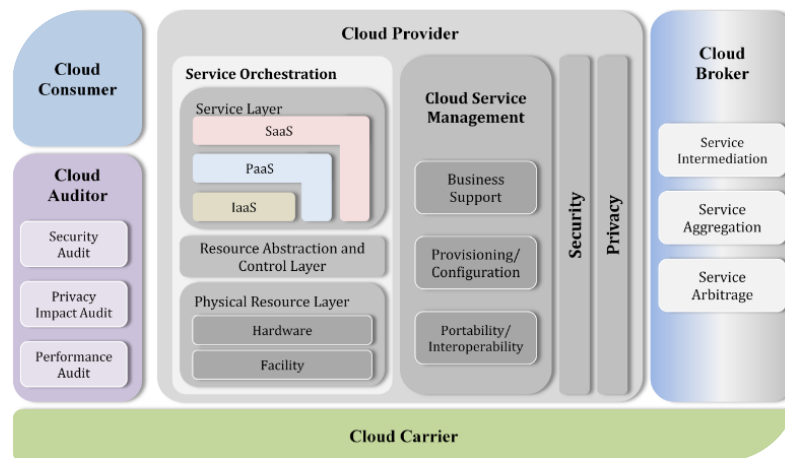 Cloud
Consumer
Cloud
Auditor
Security
Audit
Privacy
Impact Audit
Performance
Audit
Cloud Provider
Service Orchestration
Service Layer
SaaS
PaaS
IaaS
Resource Abstraction and
Control Layer
Physical Resource Layer
Hardware
Facility
Cloud Service
Management
Business
Support
Provisioning/
Configuration
Portability/
Interoperability
Security
Privacy
Cloud
Broker
Service
Intermediation
Service
Aggregation
Service
Arbitrage
Cloud Carrier